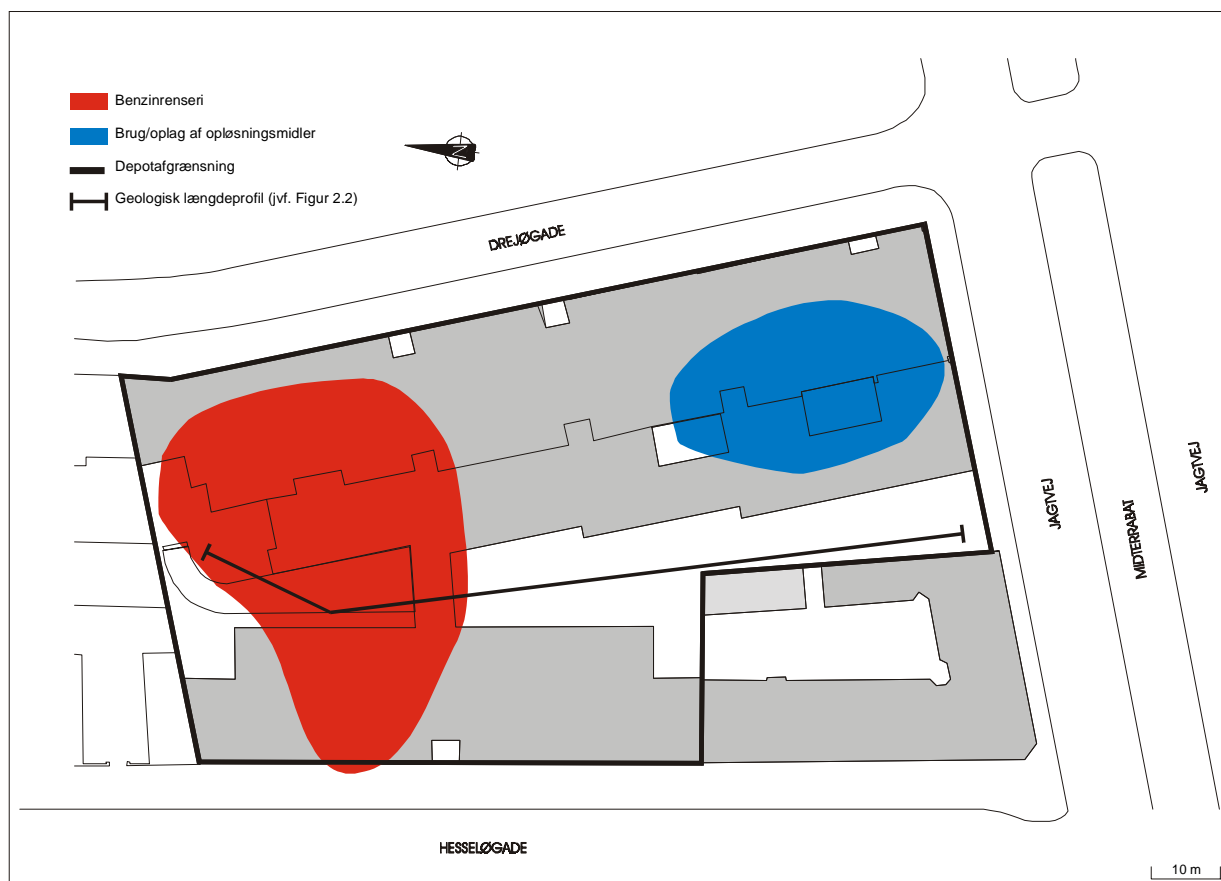 Benzinrenseri
Brug/oplag af opløsningsmidler
Depotafgrænsning
Geologisk længdeprofil (jvf. Figur 2.2)
N
DREJØGADE
JAGTVEJ
MIDTERRABAT
JAGTVEJ
HESSELØGADE
10 m